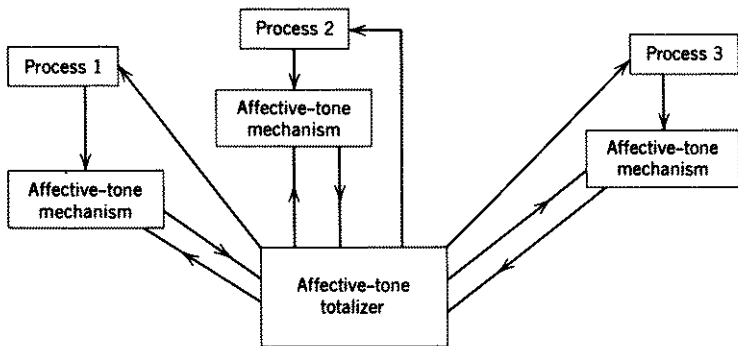 Process 1
Process 2
Process 3
Affective-tone
mechanism
Affective-tone
mechanism
Affective-tone
mechanism
Affective-tone
totalizer